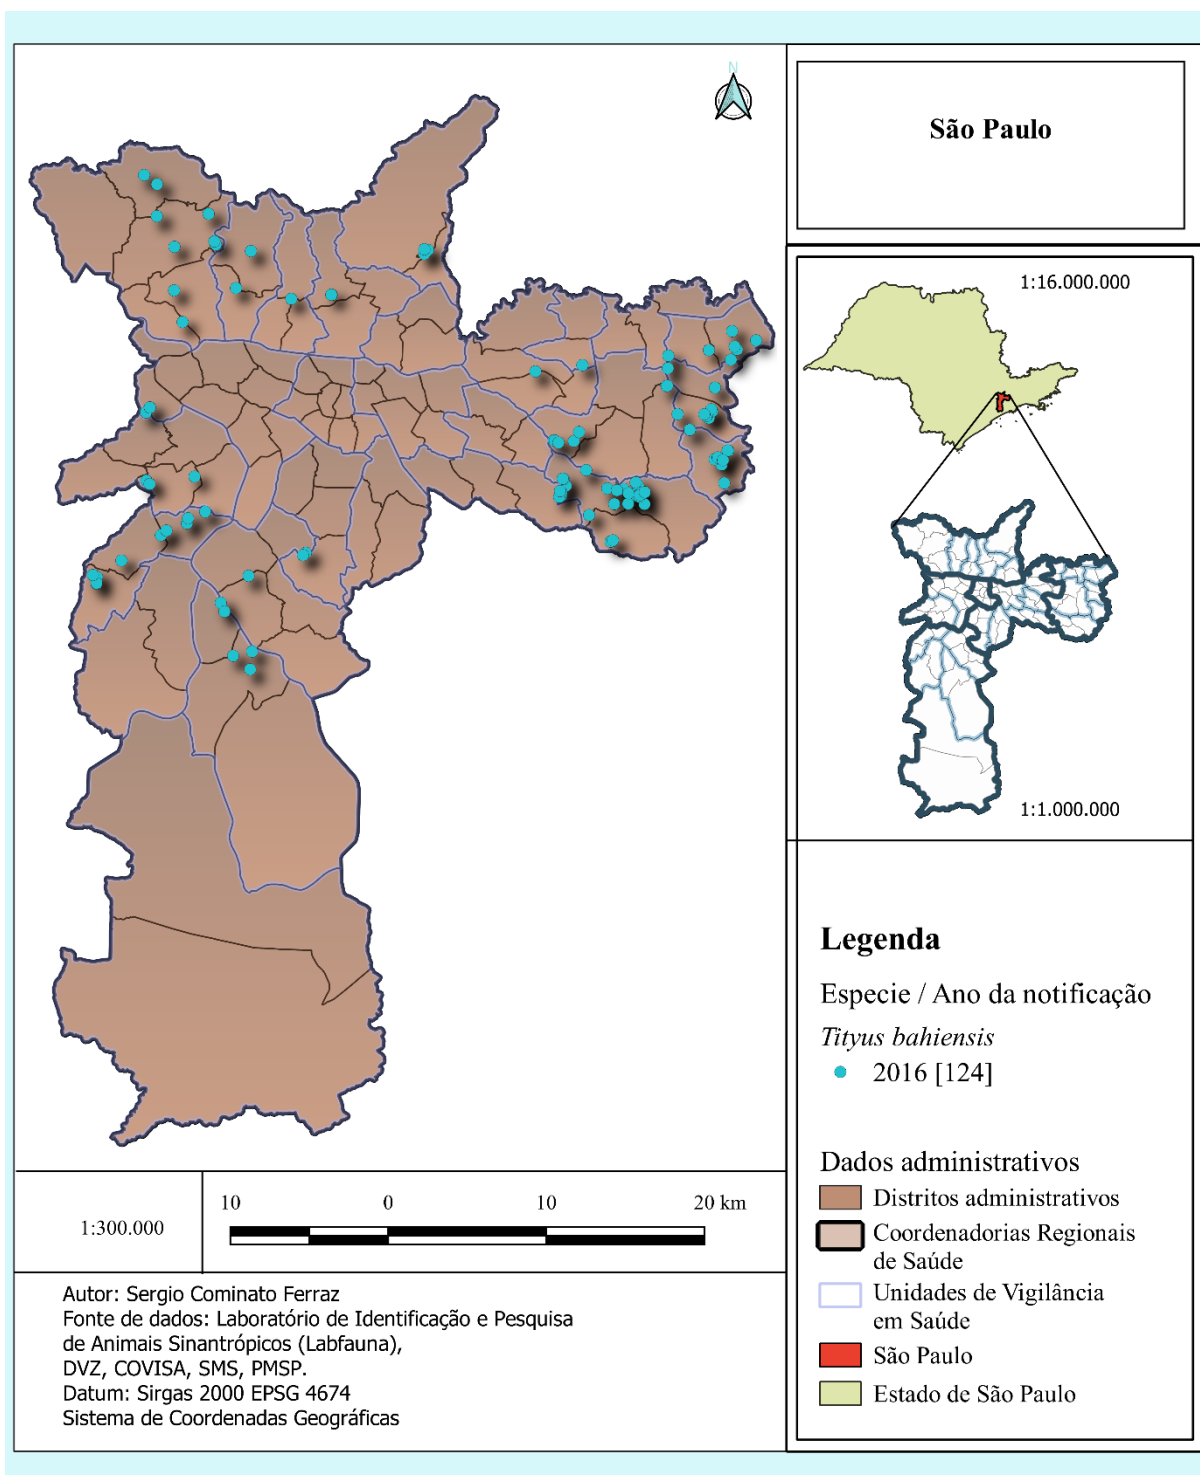 N
São Paulo
1:16.000.000
1:1.000.000
Legenda
Especie / Ano da notificação
Tityus bahiensis
2016 [124]
Dados administrativos
Distritos administrativos
Coordenadorias Regionais
de Saúde
Unidades de Vigilância
em Saúde
São Paulo
Estado de São Paulo
1:300.000
10 0 10 20 km
Autor: Sergio Cominato Ferraz
Fonte de dados: Laboratório de Identificação e Pesquisa
de Animais Sinantrópicos (Labfauna),
DVZ, COVISA, SMS, PMSP.
Datum: Sirgas 2000 EPSG 4674
Sistema de Coordenadas Geográficas